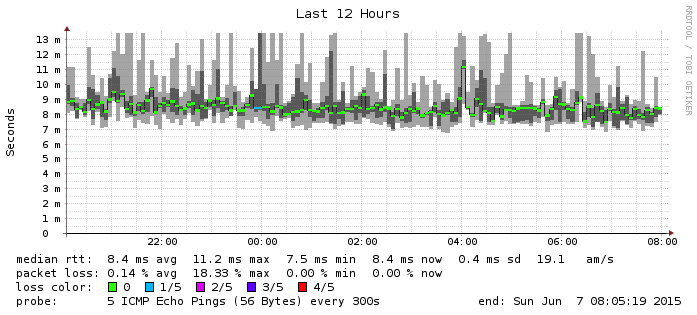 Last 12 Hours
RRDTOOL / TOBI OETIKER
Seconds
13 m
12 m
11 m
10 m
9 m
8 m
7 m
6 m
5 m
4 m
3 m
2 m
1 m
0
22:00 00:00 02:00 04:00 06:00 08:00
median rtt: 8.4 ms avg 11.2 ms max 7.5 ms min 8.4 ms now 0.4 ms sd 19.1 am/s
packet loss: 0.14 % avg 18.33 % max 0.00 % min 0.00 % now
loss color: 0 1/5 2/5 3/5 4/5
probe: 5 ICMP Echo Pings (56 Bytes) every 300s end: Sun Jun 7 08:05:19 2015